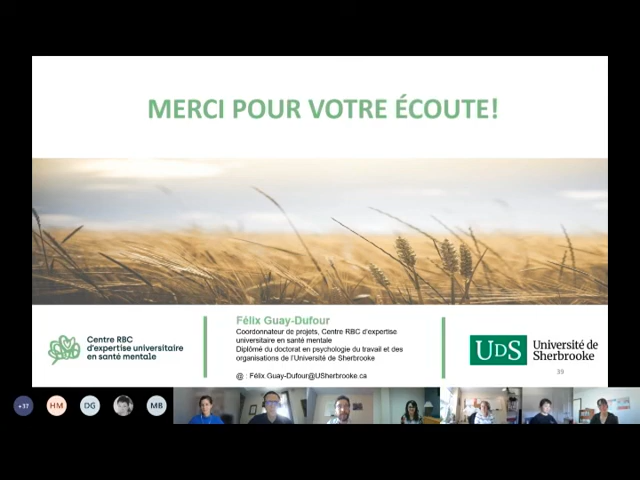 MERCI POUR VOTRE ÉCOUTE!
Centre RBC
d'expertise universitaire
en santé mentale
Félix Guay-Dufour
Coordonnateur de projets, Centre RBC d'expertise
universitaire en santé mentale
Diplômé du doctorat en psychologie du travail et des
organisations de l'Université de Sherbrooke
@ : Félix.Guay-Dufour@USherbrooke.ca
UDS
Université de
Sherbrooke
39
+37
HM
DG
MB